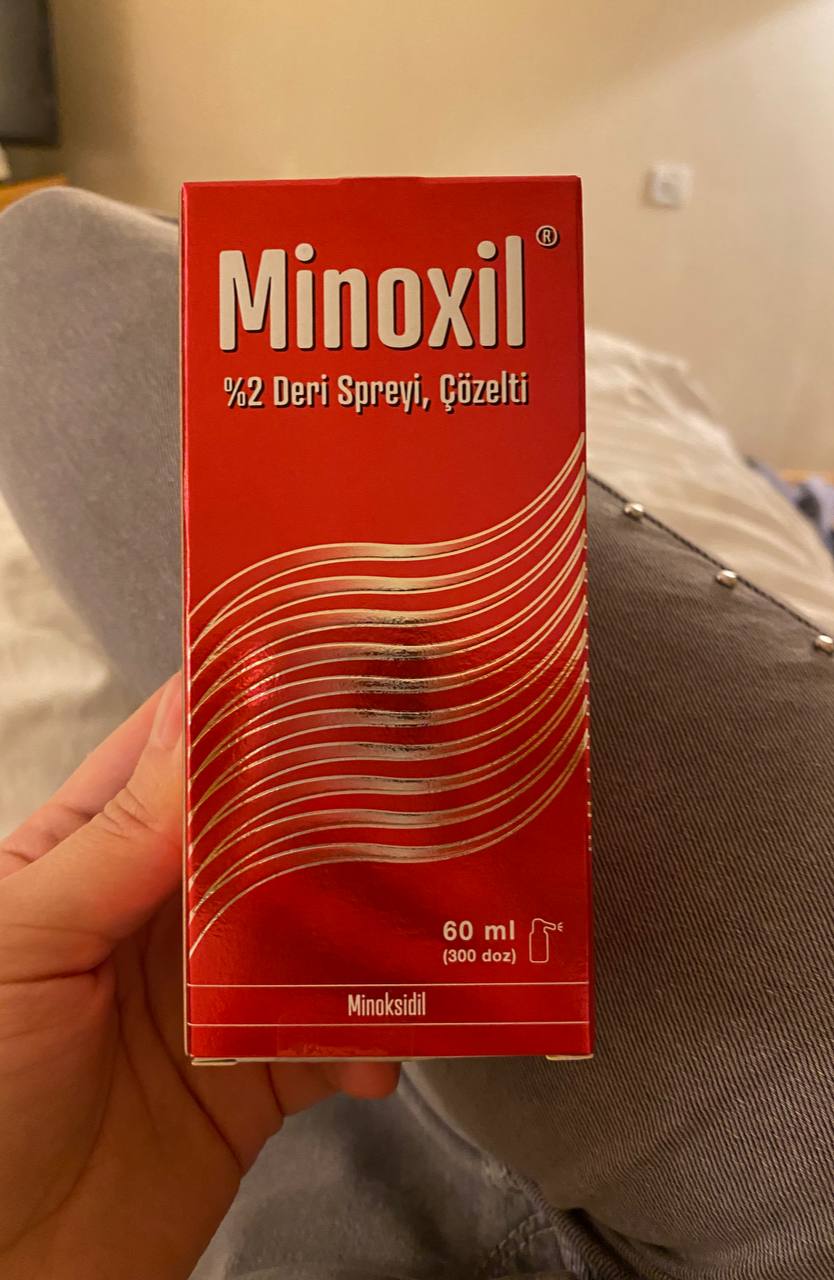 Minoxil®
%2 Deri Spreyi, Çözelti
60 ml
(300 doz)
Minoksidil